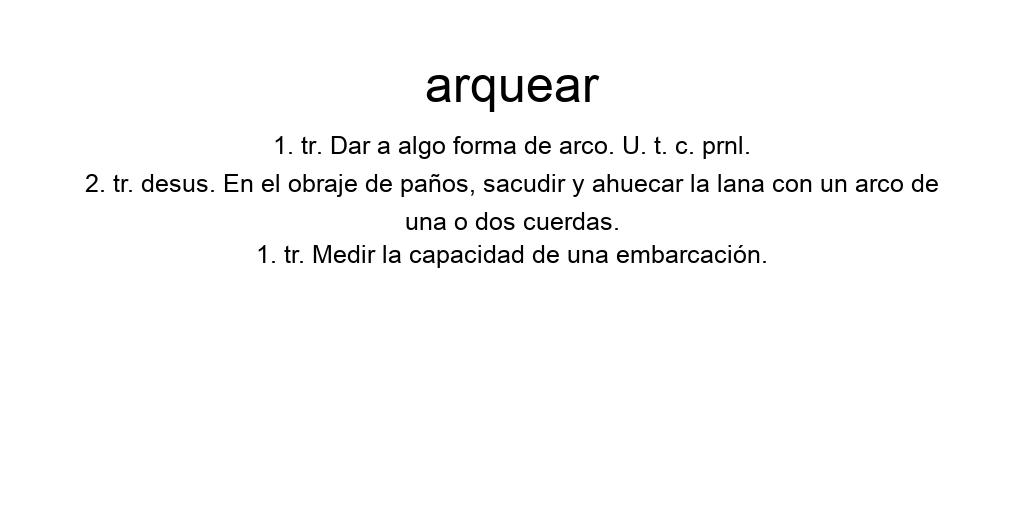 arquear
1. tr. Dar a algo forma de arco. U. t. c. prnl.
2. tr. desus. En el obraje de paños, sacudir y ahuecar la lana con un arco de
una o dos cuerdas.
1. tr. Medir la capacidad de una embarcación.